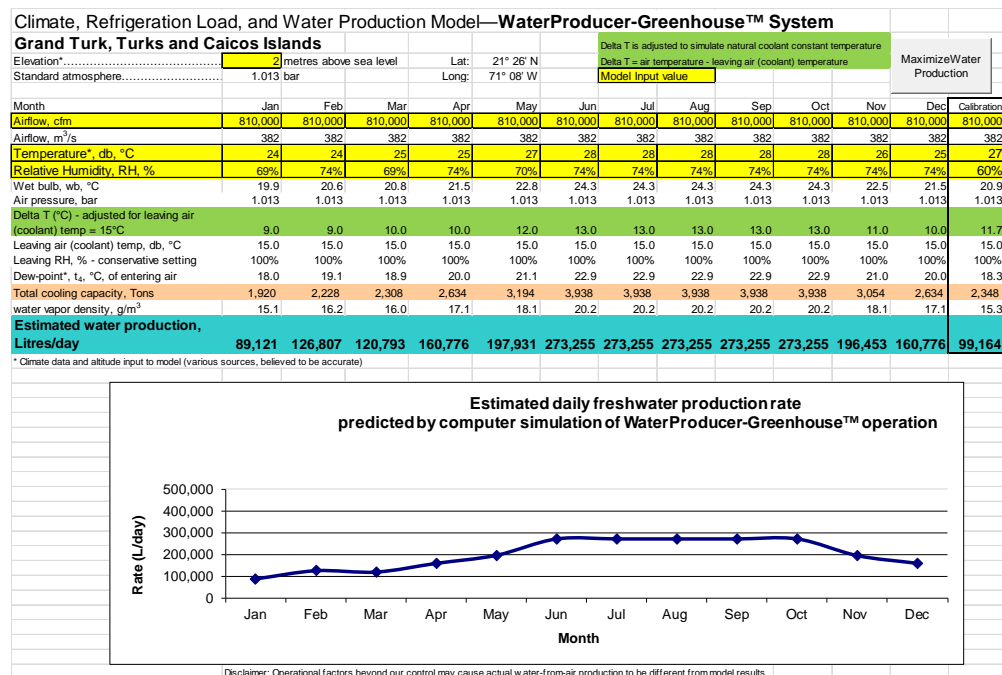 Climate, Refrigeration Load, and Water Production Model—WaterProducer-Greenhouse™ System
Grand Turk, Turks and Caicos Islands
Delta T is adjusted to simulate natural coolant constant temperature
Elevation*……………………………………… 2 metres above sea level Lat: 21° 26' N Delta T = air temperature - leaving air (coolant) temperature
Standard atmosphere………………………… 1.013 bar Long: 71° 08' W Model Input value
MaximizeWater
Production
Month Jan Feb Mar Apr May Jun Jul Aug Sep Oct Nov Dec Calibration
Airflow, cfm 810,000 810,000 810,000 810,000 810,000 810,000 810,000 810,000 810,000 810,000 810,000 810,000 810,000
Airflow, m³/s 382 382 382 382 382 382 382 382 382 382 382 382 382
Temperature*, db, °C 24 24 25 25 27 28 28 28 28 28 26 25 27
Relative Humidity, RH, % 69% 74% 69% 74% 70% 74% 74% 74% 74% 74% 74% 74% 60%
Wet bulb, wb, °C 19.9 20.6 20.8 21.5 22.8 24.3 24.3 24.3 24.3 24.3 22.5 21.5 20.9
Air pressure, bar 1.013 1.013 1.013 1.013 1.013 1.013 1.013 1.013 1.013 1.013 1.013 1.013 1.013
Delta T (°C) - adjusted for leaving air
(coolant) temp = 15°C 9.0 9.0 10.0 10.0 12.0 13.0 13.0 13.0 13.0 13.0 11.0 10.0 11.7
Leaving air (coolant) temp, db, °C 15.0 15.0 15.0 15.0 15.0 15.0 15.0 15.0 15.0 15.0 15.0 15.0 15.0
Leaving RH, % - conservative setting 100% 100% 100% 100% 100% 100% 100% 100% 100% 100% 100% 100% 100%
Dew-point*, t₄, °C, of entering air 18.0 19.1 18.9 20.0 21.1 22.9 22.9 22.9 22.9 22.9 21.0 20.0 18.3
Total cooling capacity, Tons 1,920 2,228 2,308 2,634 3,194 3,938 3,938 3,938 3,938 3,938 3,054 2,634 2,348
water vapor density, g/m³ 15.1 16.2 16.0 17.1 18.1 20.2 20.2 20.2 20.2 20.2 18.1 17.1 15.3
Estimated water production,
Litres/day 89,121 126,807 120,793 160,776 197,931 273,255 273,255 273,255 273,255 273,255 196,453 160,776 99,164
* Climate data and altitude input to model (various sources, believed to be accurate)
Estimated daily freshwater production rate
predicted by computer simulation of WaterProducer-Greenhouse™ operation
Rate (L/day)
500,000
400,000
300,000
200,000
100,000
0
Jan Feb Mar Apr May Jun Jul Aug Sep Oct Nov Dec
Month
Disclaimer: Operational factors beyond our control may cause actual water-from-air production to be different from model results.